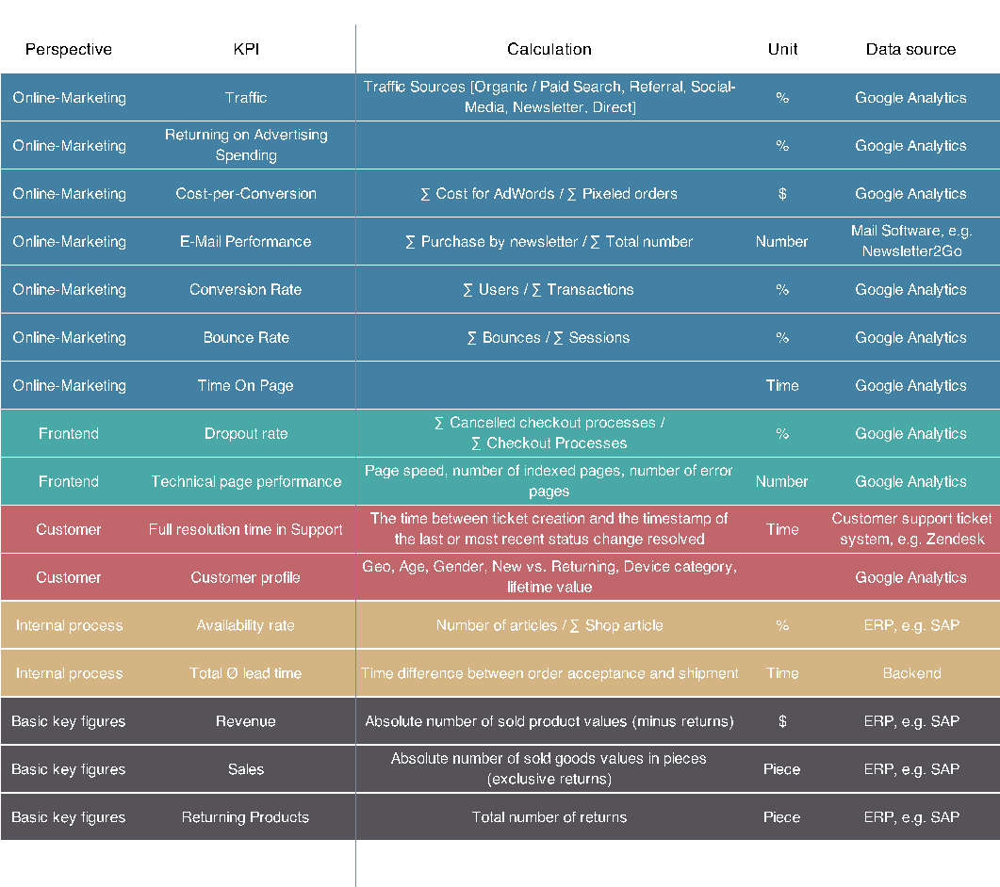 Perspective KPI Calculation Unit Data source
Online-Marketing Traffic Traffic Sources [Organic / Paid Search, Referral, Social-
Media, Newsletter, Direct] % Google Analytics
Online-Marketing Returning on Advertising
Spending % Google Analytics
Online-Marketing Cost-per-Conversion ∑ Cost for AdWords / ∑ Pixeled orders $ Google Analytics
Online-Marketing E-Mail Performance ∑ Purchase by newsletter / ∑ Total number Number Mail Software, e.g.
Newsletter2Go
Online-Marketing Conversion Rate ∑ Users / ∑ Transactions % Google Analytics
Online-Marketing Bounce Rate ∑ Bounces / ∑ Sessions % Google Analytics
Online-Marketing Time On Page Time Google Analytics
Frontend Dropout rate ∑ Cancelled checkout processes /
∑ Checkout Processes % Google Analytics
Frontend Technical page performance Page speed, number of indexed pages, number of error
pages Number Google Analytics
Customer Full resolution time in Support The time between ticket creation and the timestamp of
the last or most recent status change resolved Time Customer support ticket
system, e.g. Zendesk
Customer Customer profile Geo, Age, Gender, New vs. Returning, Device category,
lifetime value Google Analytics
Internal process Availability rate Number of articles / ∑ Shop article % ERP, e.g. SAP
Internal process Total Ø lead time Time difference between order acceptance and shipment Time Backend
Basic key figures Revenue Absolute number of sold product values (minus returns) $ ERP, e.g. SAP
Basic key figures Sales Absolute number of sold goods values in pieces
(exclusive returns) Piece ERP, e.g. SAP
Basic key figures Returning Products Total number of returns Piece ERP, e.g. SAP